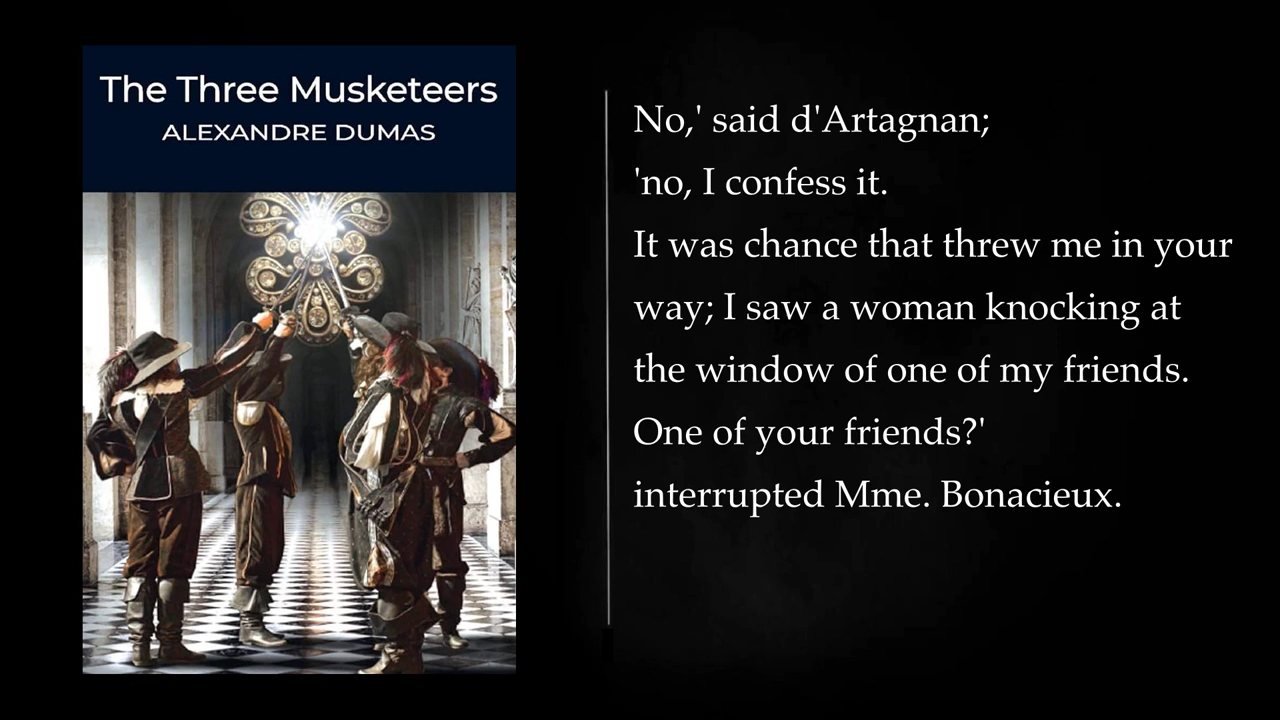 The Three Musketeers
ALEXANDRE DUMAS
No,' said d'Artagnan;
'no, I confess it.
It was chance that threw me in your
way; I saw a woman knocking at
the window of one of my friends.
One of your friends?'
interrupted Mme. Bonacieux.